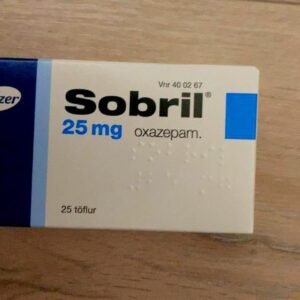 Vnr 40 02 67
zer
Sobril®
25 mg oxazepam.
25 töflur